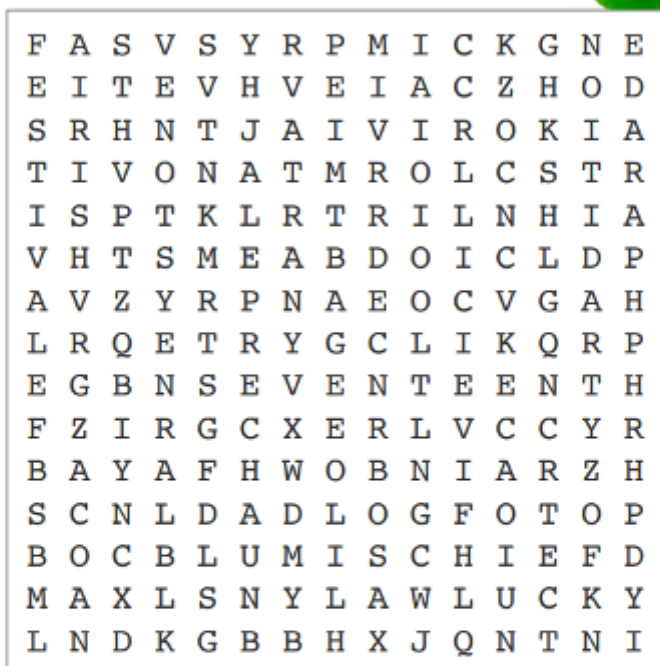 F A S V S Y R P M I C K G N E
E I T E V H V E I A C Z H O D
S R H N T J A I V I R O K I A
T I V O N A T M R O L C S T R
I S P T K L R T R I L N H I A
V H T S M E A B D O I C L D P
A V Z Y R P N A E O C V G A H
L R Q E T R Y G C L I K Q R P
E G B N S E V E N T E E N T H
F Z I R G C X E R L V C C Y R
B A Y A F H W O B N I A R Z H
S C N L D A D L O G F O T O P
B O C B L U M I S C H I E F D
M A X L S N Y L A W L U C K Y
L N D K G B B H X J Q N T N I